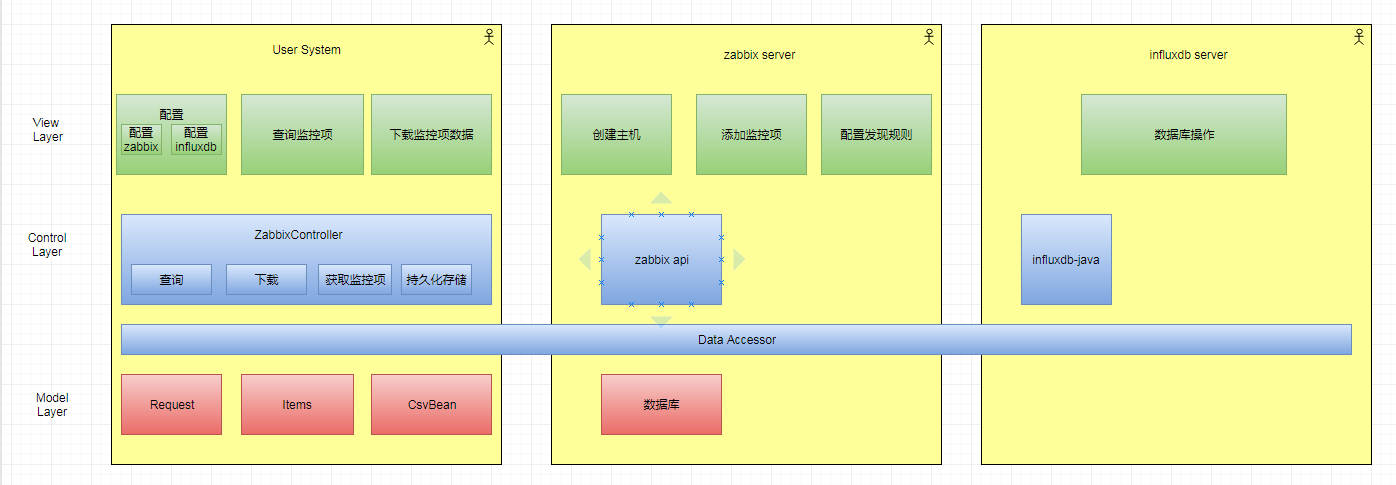 User System
zabbix server
influxdb server
View
Layer
配置
配置
zabbix
配置
influxdb
查询监控项
下载监控项数据
创建主机
添加监控项
配置发现规则
数据库操作
Control
Layer
ZabbixController
查询
下载
获取监控项
持久化存储
zabbix api
influxdb-java
Data Accessor
Model
Layer
Request
Items
CsvBean
数据库